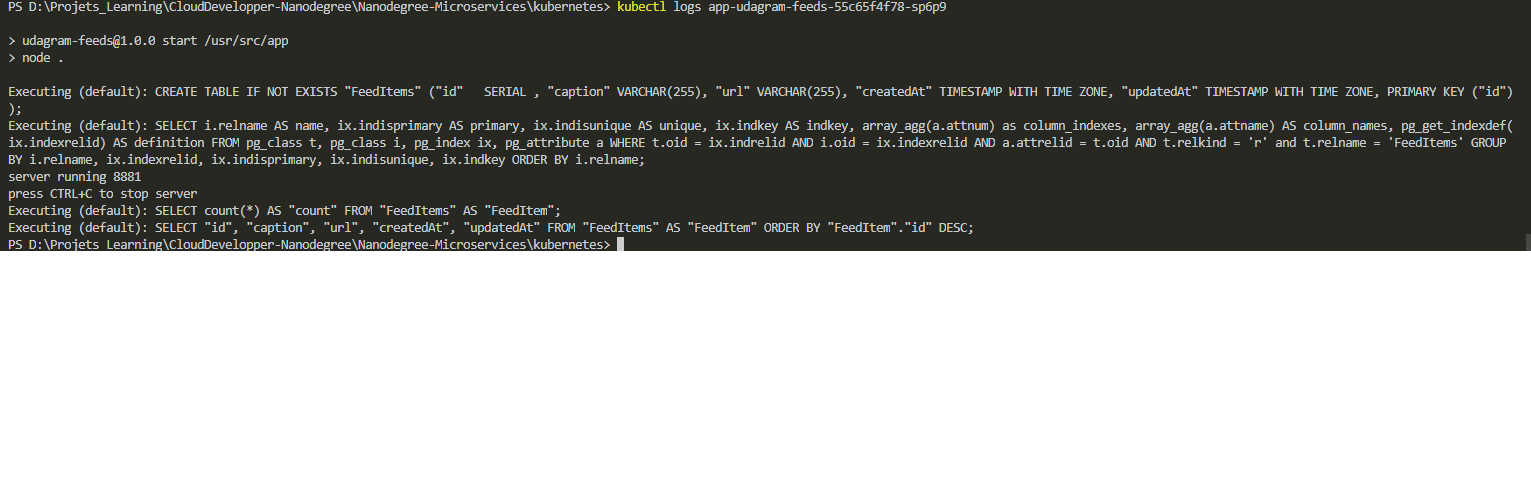 PS D:\Projets_Learning\CloudDevelopper-Nanodegree\Nanodegree-Microservices\kubernetes> kubectl logs app-udagram-feeds-55c65f4f78-sp6p9
> udagram-feeds@1.0.0 start /usr/src/app
> node .
Executing (default): CREATE TABLE IF NOT EXISTS "FeedItems" ("id"   SERIAL , "caption" VARCHAR(255), "url" VARCHAR(255), "createdAt" TIMESTAMP WITH TIME ZONE, "updatedAt" TIMESTAMP WITH TIME ZONE, PRIMARY KEY ("id")
);
Executing (default): SELECT i.relname AS name, ix.indisprimary AS primary, ix.indisunique AS unique, ix.indkey AS indkey, array_agg(a.attnum) as column_indexes, array_agg(a.attname) AS column_names, pg_get_indexdef(
ix.indexrelid) AS definition FROM pg_class t, pg_class i, pg_index ix, pg_attribute a WHERE t.oid = ix.indrelid AND i.oid = ix.indexrelid AND a.attrelid = t.oid AND t.relkind = 'r' and t.relname = 'FeedItems' GROUP
BY i.relname, ix.indexrelid, ix.indisprimary, ix.indisunique, ix.indkey ORDER BY i.relname;
server running 8881
press CTRL+C to stop server
Executing (default): SELECT count(*) AS "count" FROM "FeedItems" AS "FeedItem";
Executing (default): SELECT "id", "caption", "url", "createdAt", "updatedAt" FROM "FeedItems" AS "FeedItem" ORDER BY "FeedItem"."id" DESC;
PS D:\Projets Learning\CloudDevelopper-Nanodegree\Nanodegree-Microservices\kubernetes>